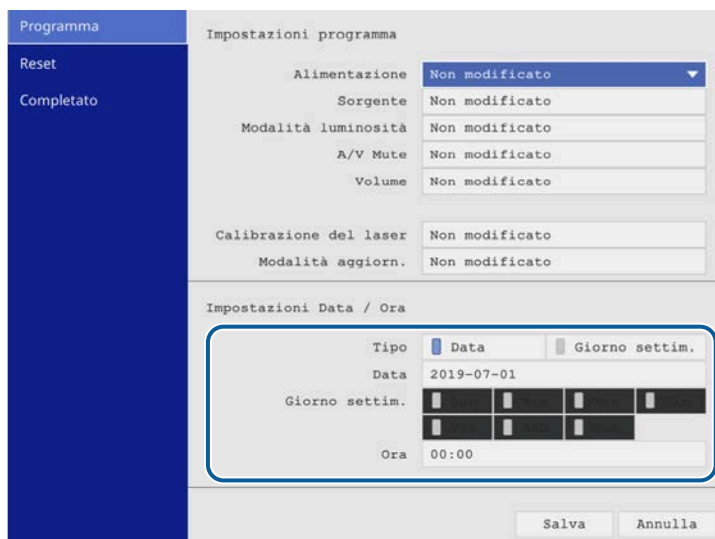 Programma
Reset
Completato
Impostazioni programma
Alimentazione Non modificato
Sorgente Non modificato
Modalità luminosità Non modificato
A/V Mute Non modificato
Volume Non modificato
Calibrazione del laser Non modificato
Modalità aggiorn. Non modificato
Impostazioni Data / Ora
Tipo Data Giorno settim.
Data 2019-07-01
Giorno settim.
Ora 00:00
Salva Annulla